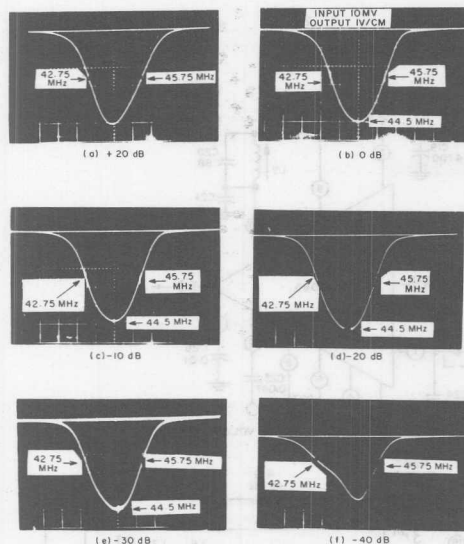 42.75
MHz
45.75 MHz
(a) + 20 dB
INPUT 10MV
OUTPUT 1V/CM
42.75
MHz
45.75
MHz
44.5 MHz
(b) 0 dB
42.75 MHz
45.75
MHz
44.5 MHz
(c)-10 dB
42.75 MHz
45.75
MHz
44.5 MHz
(d)-20 dB
42.75
MHz
45.75 MHz
44.5 MHz
(e)-30 dB
42.75 MHz
45.75 MHz
(f) -40 dB